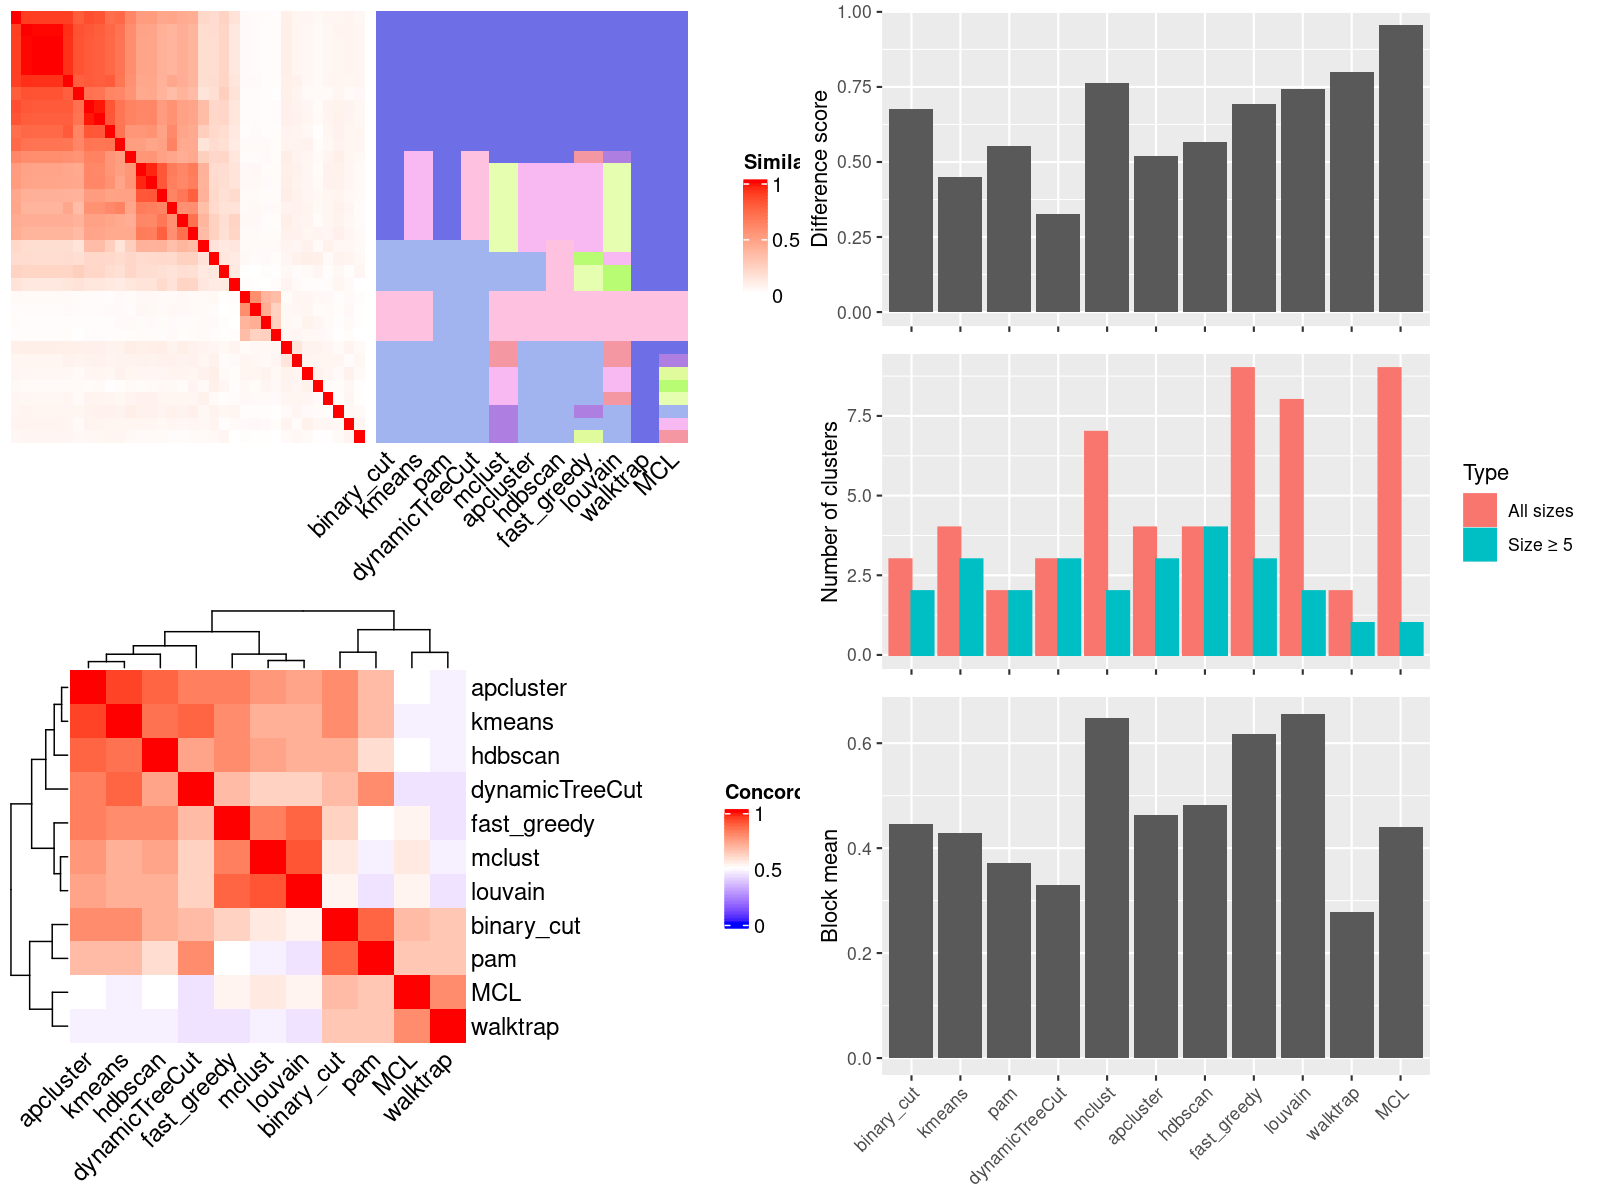 Simila
1
0.5
0
binary_cut
kmeans
pam
dynamicTreeCut
mclust
apcluster
hdbscan
fast_greedy
louvain
walktrap
MCL
Difference score
1.00
0.75
0.50
0.25
0.00
Number of clusters
7.5
5.0
2.5
0.0
Type
All sizes
Size ≥ 5
apcluster
kmeans
hdbscan
dynamicTreeCut
fast_greedy
mclust
louvain
binary_cut
pam
MCL
walktrap
apcluster
kmeans
hdbscan
dynamicTreeCut
fast_greedy
mclust
louvain
binary_cut
pam
MCL
walktrap
Concord
1
0.5
0
Block mean
0.6
0.4
0.2
0.0
binary_cut
kmeans
pam
dynamicTreeCut
mclust
apcluster
hdbscan
fast_greedy
louvain
walktrap
MCL